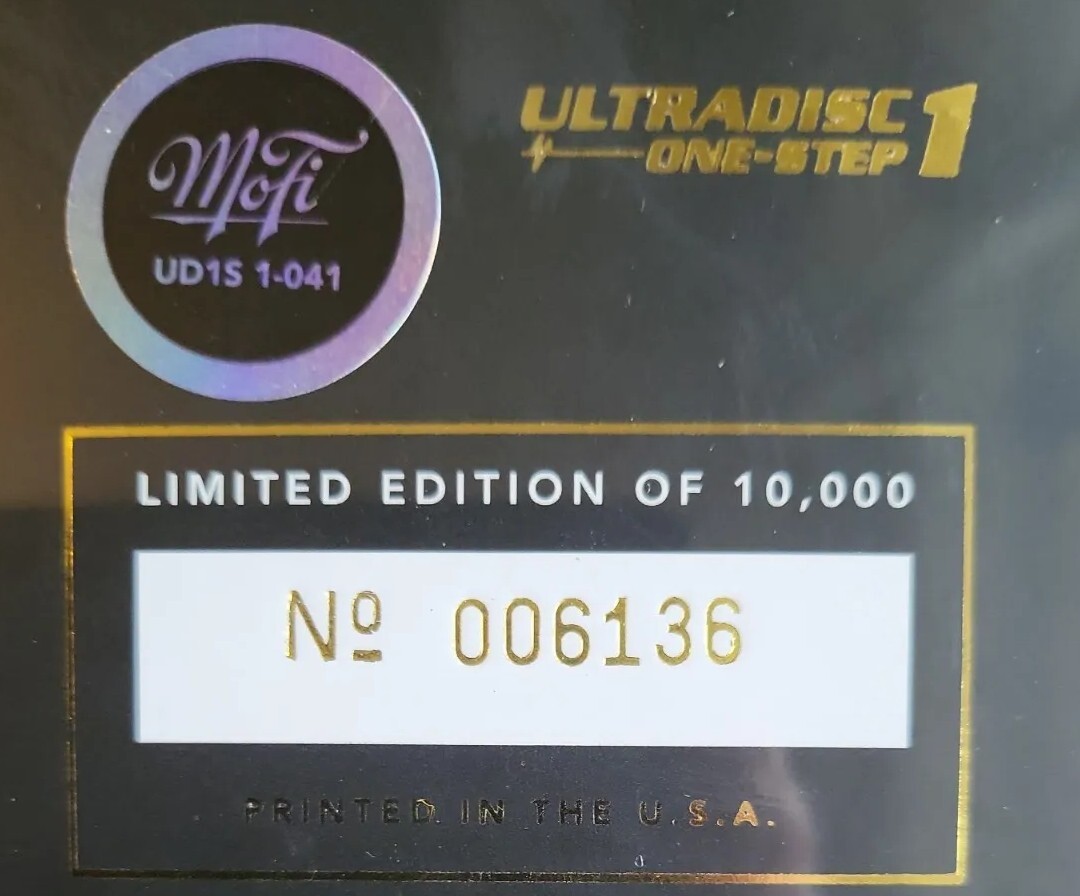 MoFi
UD1S 1-041
ULTRADISC
ONE-STEP 1
LIMITED EDITION OF 10,000
Nº 006136
PRINTED IN THE U.S.A.